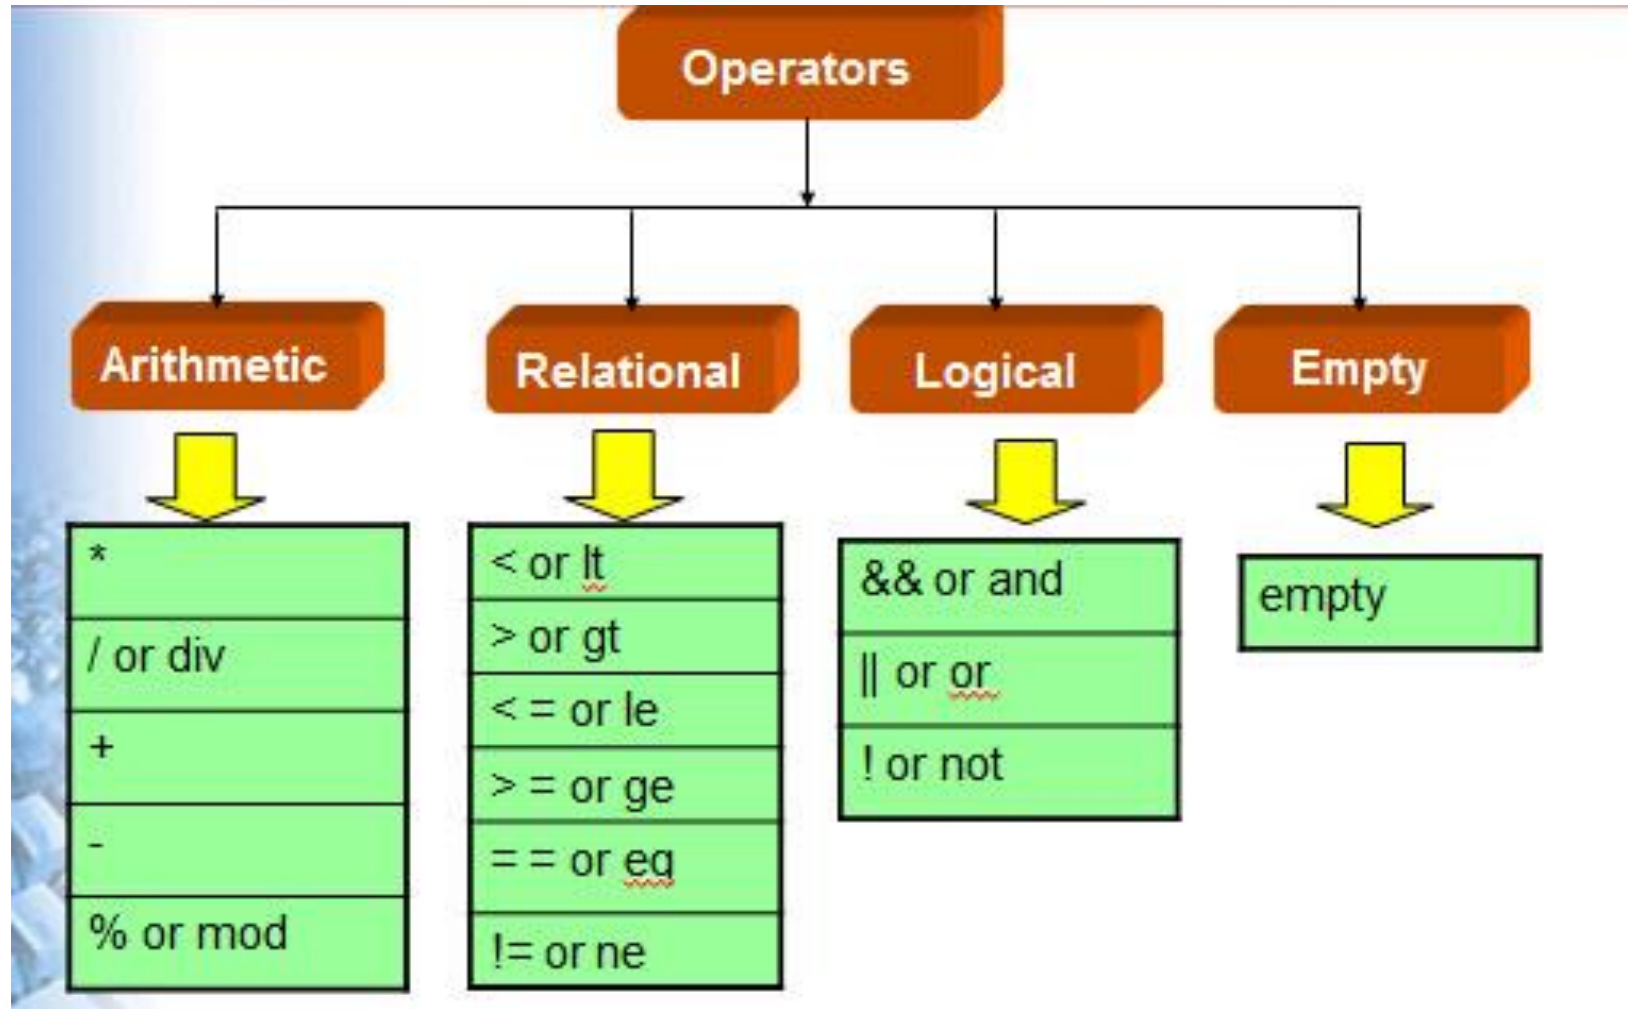 Operators
Arithmetic
Relational
Logical
Empty
*
/ or div
+
-
% or mod
< or lt
> or gt
< = or le
> = or ge
= = or eq
!= or ne
&& or and
|| or or
! or not
empty